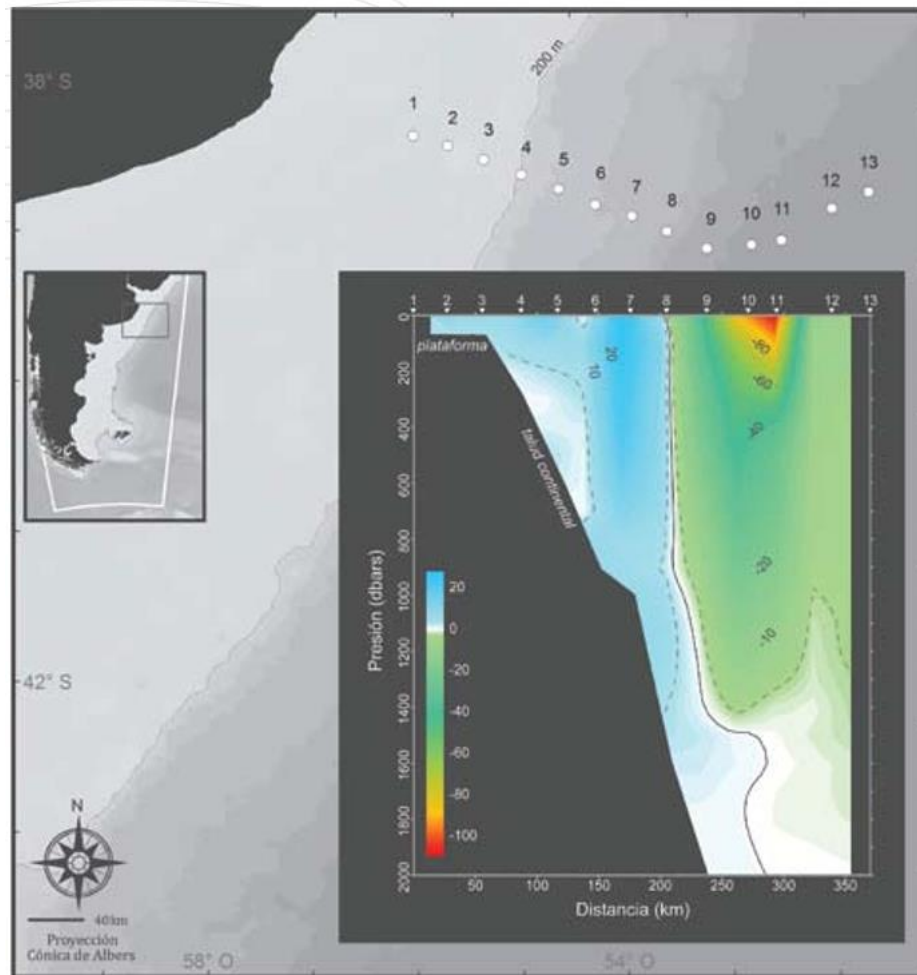 38° S
200 m
1 2 3 4 5 6 7 8 9 10 11 12 13
1 2 3 4 5 6 7 8 9 10 11 12 13
plataforma
talud continental
20
10
-80
-60
-40
-20
-10
Presión (dbars)
0
200
400
600
800
1000
1200
1400
1600
1800
2000
20
0
-20
-40
-60
-80
-100
50 100 150 200 250 300 350
Distancia (km)
42° S
N
40 km
Proyección
Cónica de Albers
58° O
54° O